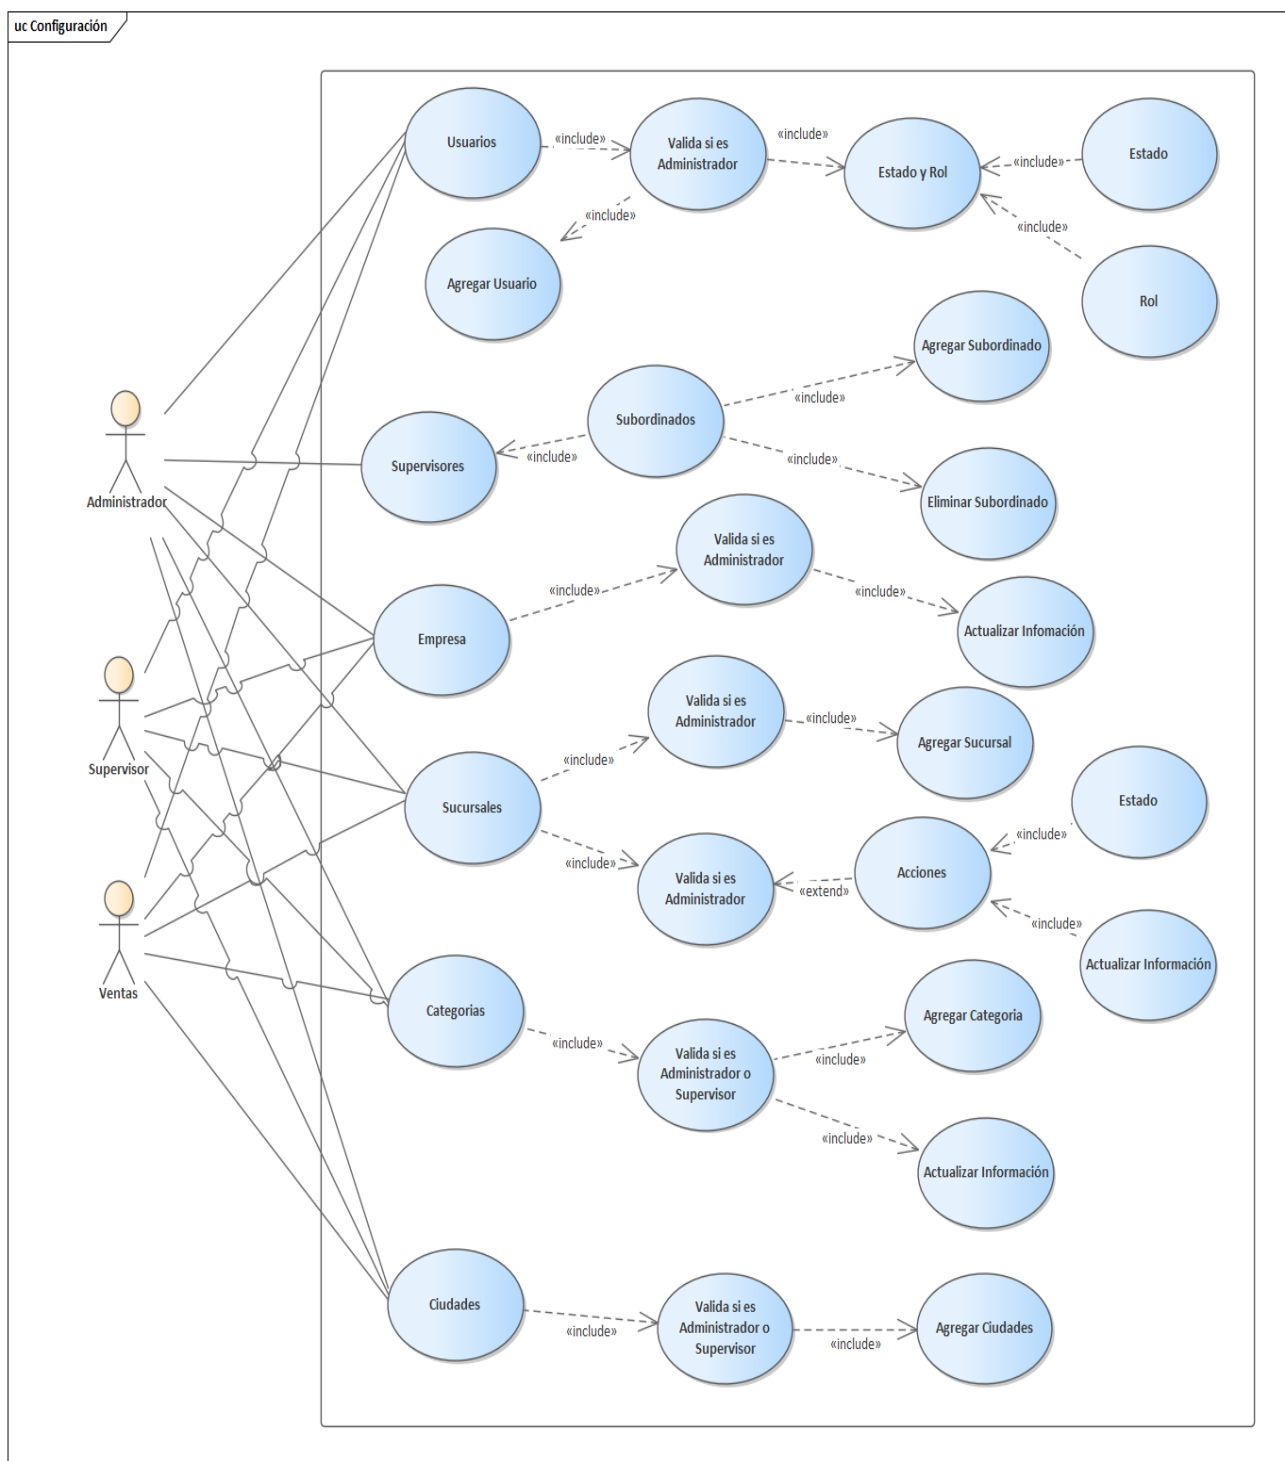 uc Configuración
Usuarios
«include»
Valida si es
Administrador
«include»
Estado y Rol
«include»
Estado
«include»
Rol
«include»
Agregar Usuario
Agregar Subordinado
«include»
Subordinados
«include»
Supervisores
«include»
Eliminar Subordinado
Administrador
Valida si es
Administrador
«include»
«include»
Empresa
Actualizar Infomación
Supervisor
Valida si es
Administrador
«include»
Agregar Sucursal
«include»
Sucursales
«include»
Valida si es
Administrador
«extend»
Acciones
«include»
Estado
«include»
Actualizar Información
Ventas
Categorias
«include»
Valida si es
Administrador o
Supervisor
«include»
Agregar Categoria
«include»
Actualizar Información
Ciudades
«include»
Valida si es
Administrador o
Supervisor
«include»
Agregar Ciudades